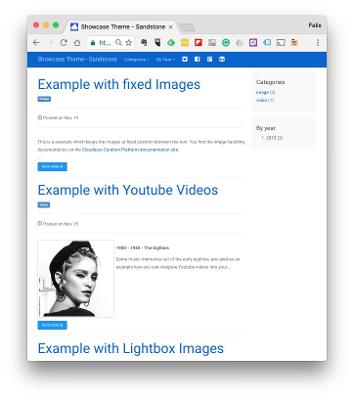 Felix
Showcase Theme - Sandstone
ht...
Showcase Theme - Sandstone Categories By Year
Example with fixed Images
image
Posted on Nov 19
This is a example which keeps the images at fixed position between the text. You find the image handling
documentation on the Cloudburo Curation Platform documentation site .
READ MORE
Example with Youtube Videos
video
Posted on Nov 19
1980 - 1989 - The Eighties
Some music memories out of the early eighties, are used as an
example how you can integrate Youtube videos into your...
READ MORE
Example with Lightbox Images
Categories
image (2)
video (1)
By year
1. 2015 (3)